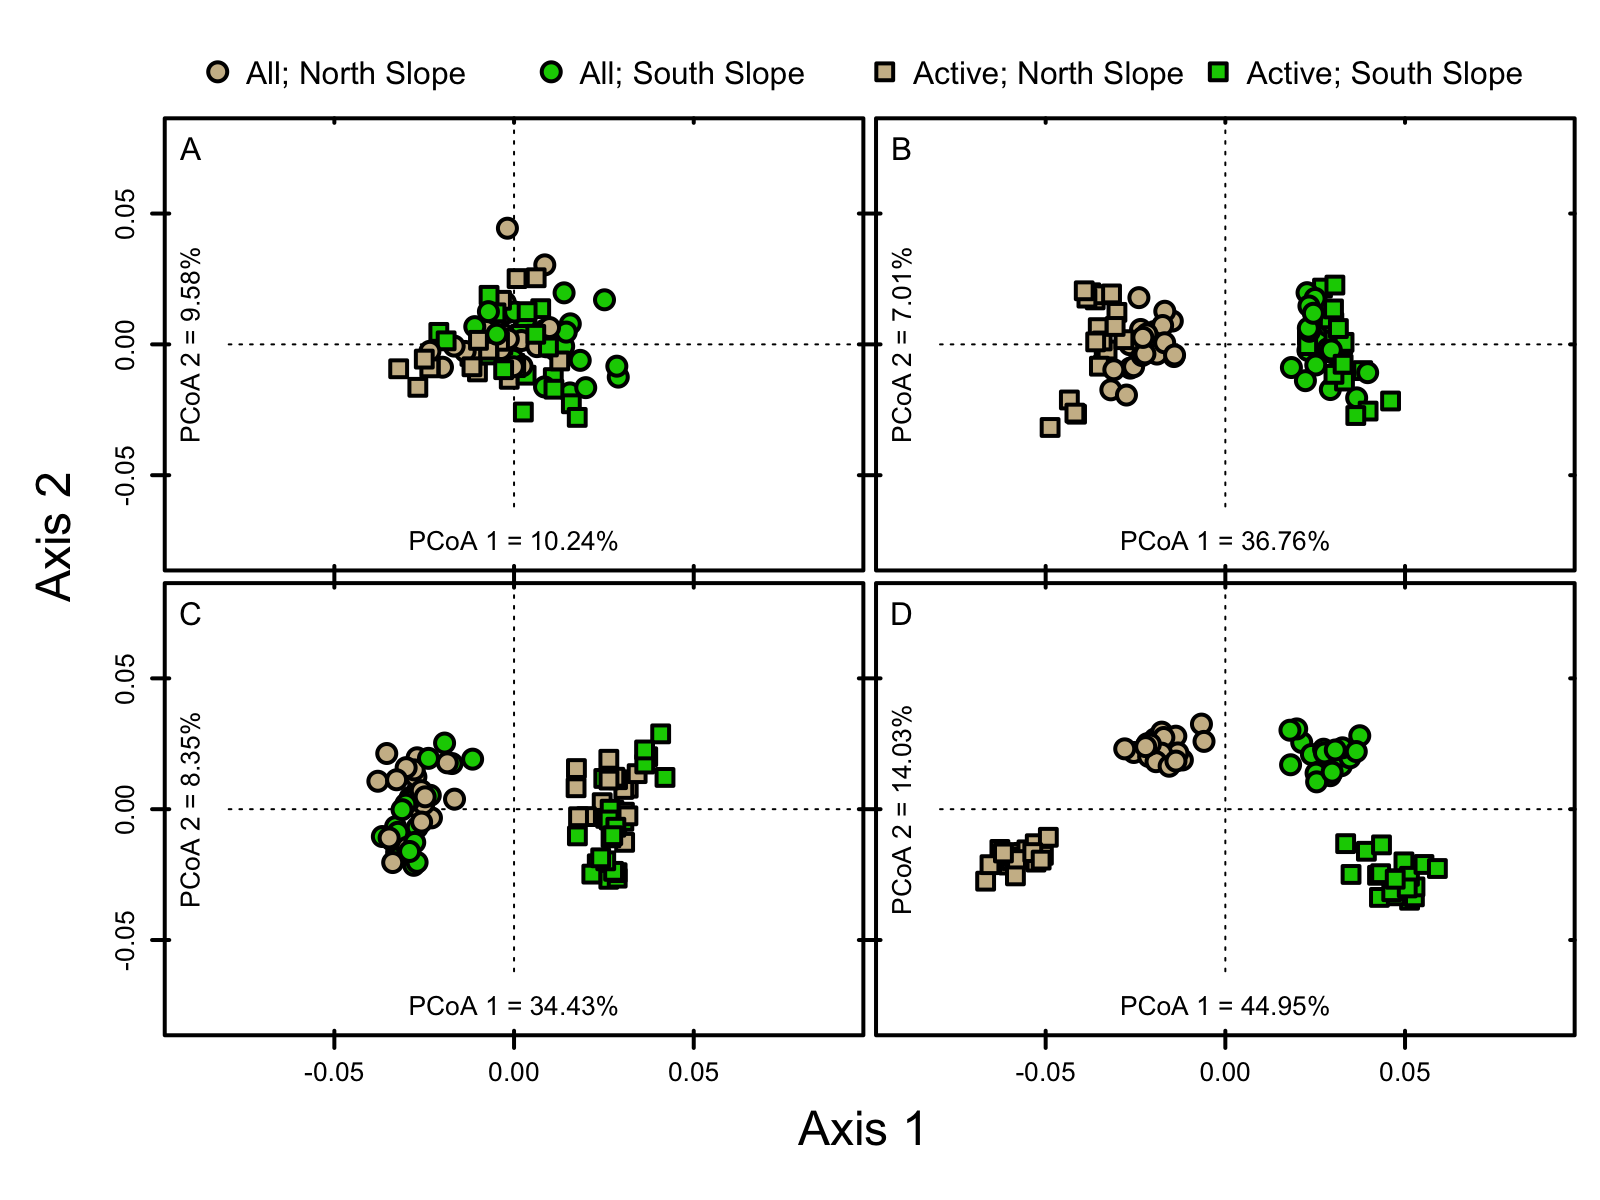 All; North Slope All; South Slope Active; North Slope Active; South Slope
A
B
0.05
0.00
-0.05
PCoA 2 = 9.58%
PCoA 2 = 7.01%
PCoA 1 = 10.24%
PCoA 1 = 36.76%
Axis 2
C
D
0.05
0.00
-0.05
PCoA 2 = 8.35%
PCoA 2 = 14.03%
PCoA 1 = 34.43%
PCoA 1 = 44.95%
-0.05 0.00 0.05 -0.05 0.00 0.05
Axis 1